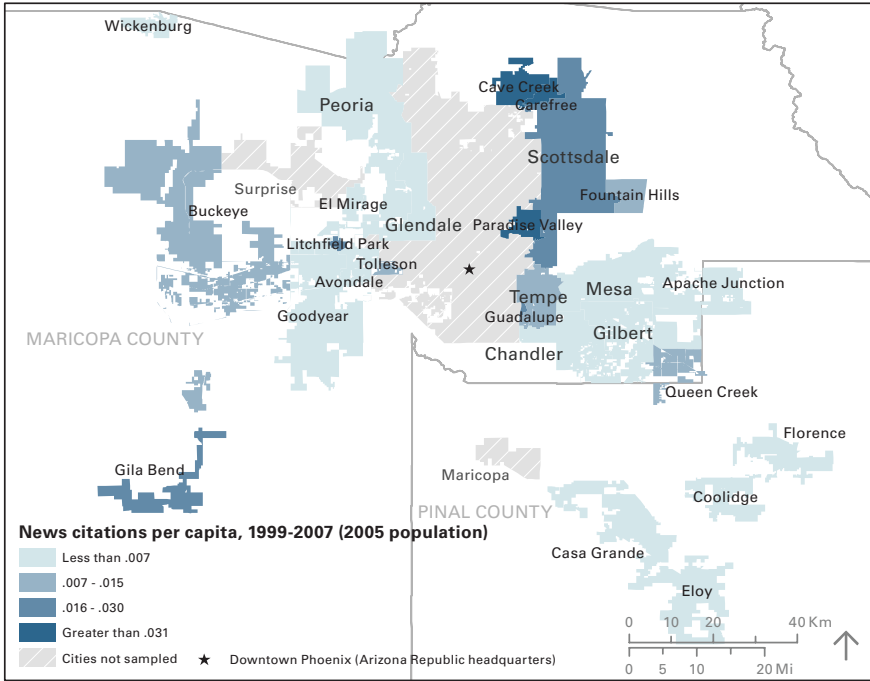 Wickenburg
Peoria
Cave Creek
Carefree
Scottsdale
Surprise
El Mirage
Fountain Hills
Buckeye
Glendale
Paradise Valley
Litchfield Park
Tolleson
Avondale
Mesa
Apache Junction
Tempe
Goodyear
Guadalupe
Gilbert
MARICOPA COUNTY
Chandler
Queen Creek
Florence
Gila Bend
Maricopa
Coolidge
PINAL COUNTY
Casa Grande
Eloy
News citations per capita, 1999-2007 (2005 population)
Less than .007
.007 - .015
.016 - .030
Greater than .031
Cities not sampled
Downtown Phoenix (Arizona Republic headquarters)
0 10 20 40 Km
0 5 10 20 Mi